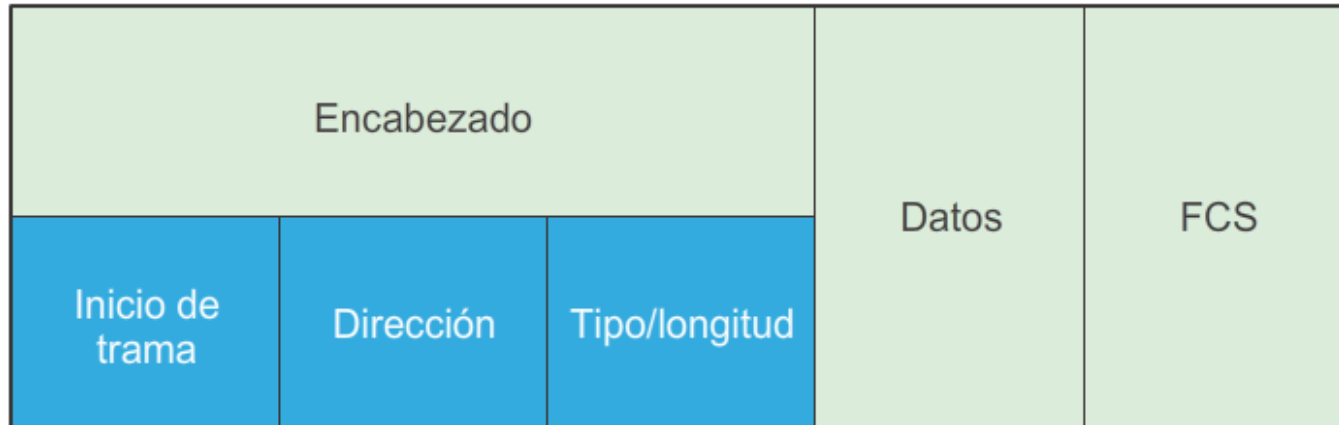 Encabezado
Datos
FCS
Inicio de
trama
Dirección
Tipo/longitud